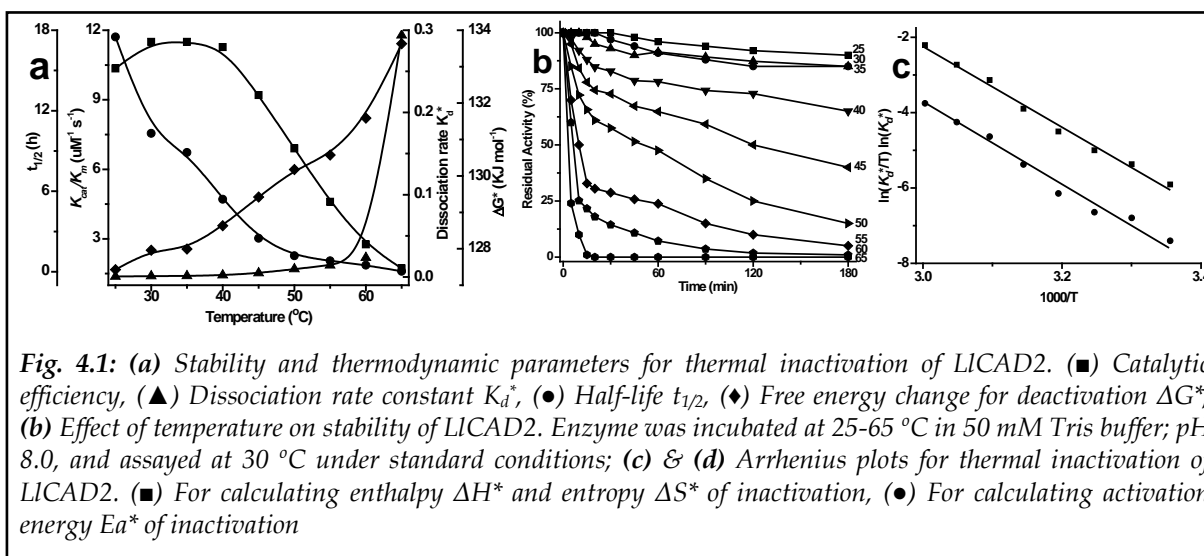 a
18
12
6
0
t1/2(h)
12
9
6
3
Kcat/Km (uM-1 s-1)
30 40 50 60
Temperature (oC)
0.3
0.2
0.1
0.0
Dissociation rate Kd*
134
132
130
128
ΔG* (KJ mol-1)
b
100
75
50
25
0
Residual Activity (%)
25
30
35
40
45
50
55
60
65
0 60 120 180
Time (min)
c
-2
-4
-6
-8
ln(Kd*/T) ln(Kd*)
3.0 3.2 3.4
1000/T
Fig. 4.1: (a) Stability and thermodynamic parameters for thermal inactivation of LlCAD2. (■) Catalytic
efficiency, (▲) Dissociation rate constant Kd*, (●) Half-life t1/2, (♦) Free energy change for deactivation ΔG*,
(b) Effect of temperature on stability of LlCAD2. Enzyme was incubated at 25-65 ºC in 50 mM Tris buffer; pH
8.0, and assayed at 30 ºC under standard conditions; (c) & (d) Arrhenius plots for thermal inactivation of
LlCAD2. (■) For calculating enthalpy ΔH* and entropy ΔS* of inactivation, (●) For calculating activation
energy Ea* of inactivation